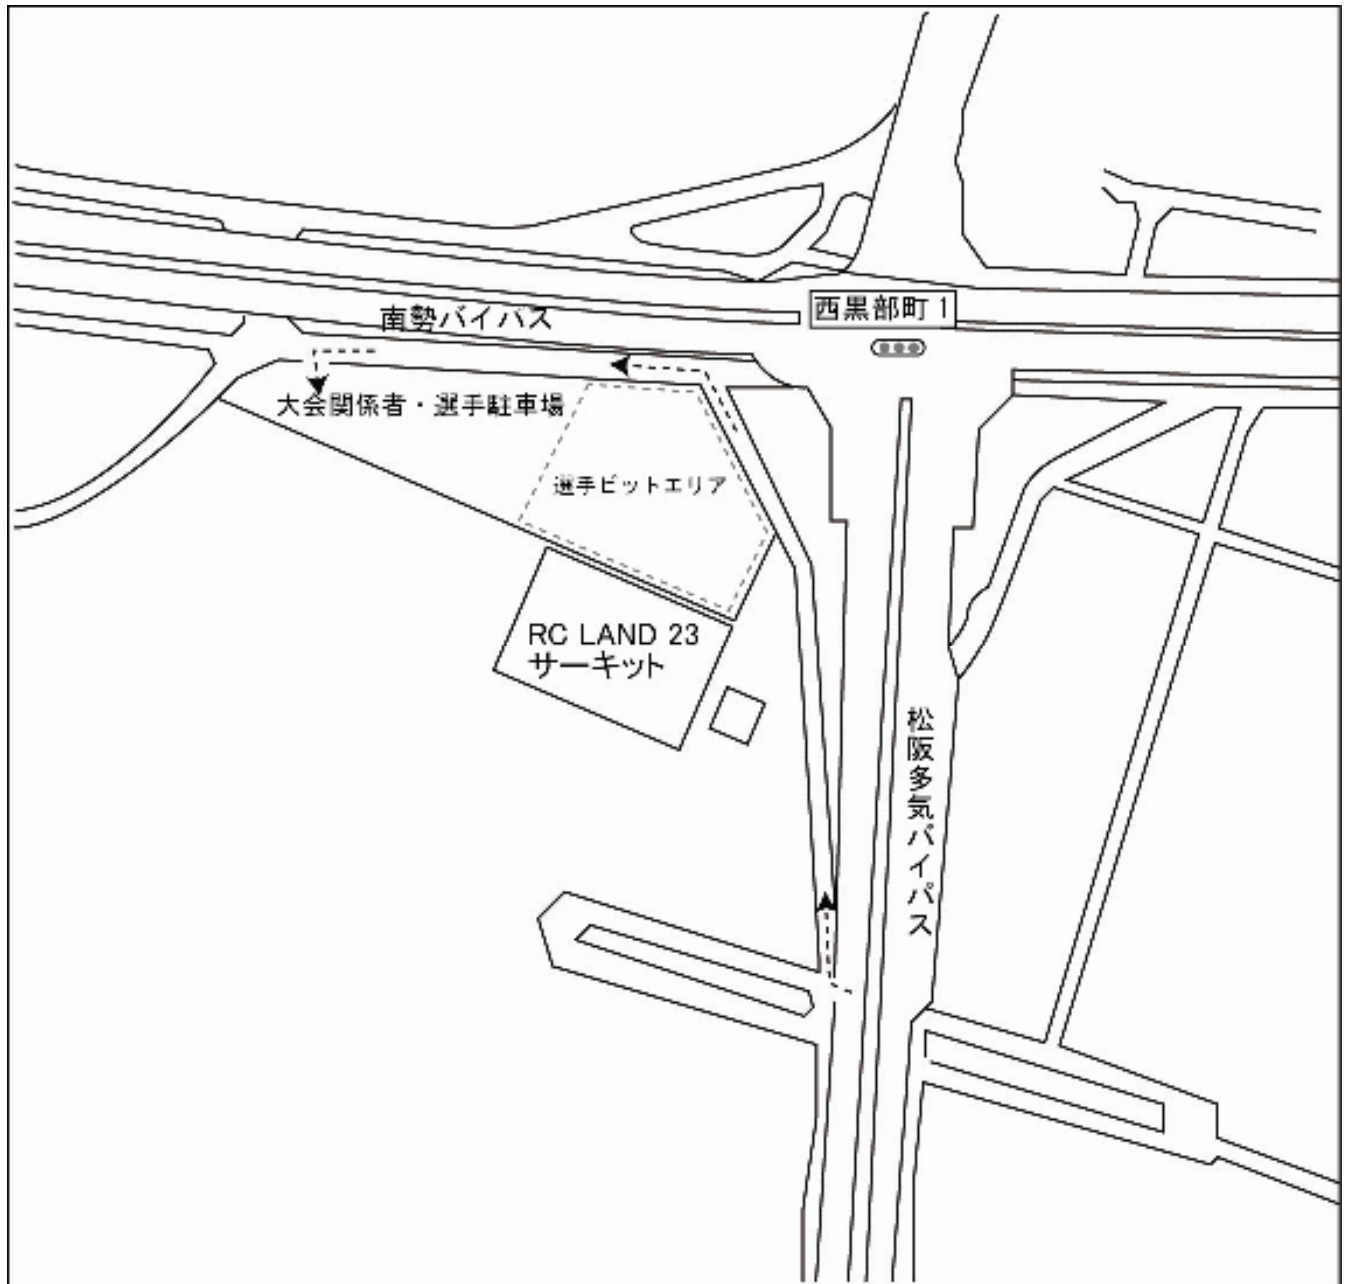 西黒部町1
南勢バイパス
大会関係者・選手駐車場
選手ピットエリア
RC LAND 23
サーキット
松阪多気バイパス